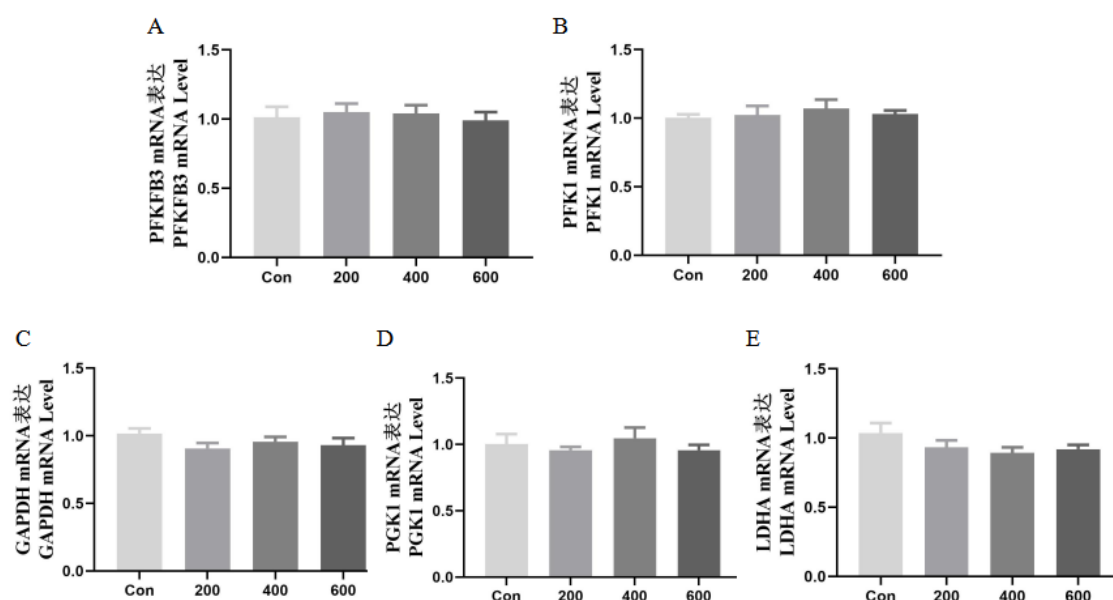 A
PFKFB3 mRNA表达
PFKFB3 mRNA Level
1.5
1.0
0.5
0.0
Con 200 400 600
B
PFK1 mRNA表达
PFK1 mRNA Level
1.5
1.0
0.5
0.0
Con 200 400 600
C
GAPDH mRNA表达
GAPDH mRNA Level
1.5
1.0
0.5
0.0
Con 200 400 600
D
PGK1 mRNA表达
PGK1 mRNA Level
1.5
1.0
0.5
0.0
Con 200 400 600
E
LDHA mRNA表达
LDHA mRNA Level
1.5
1.0
0.5
0.0
Con 200 400 600